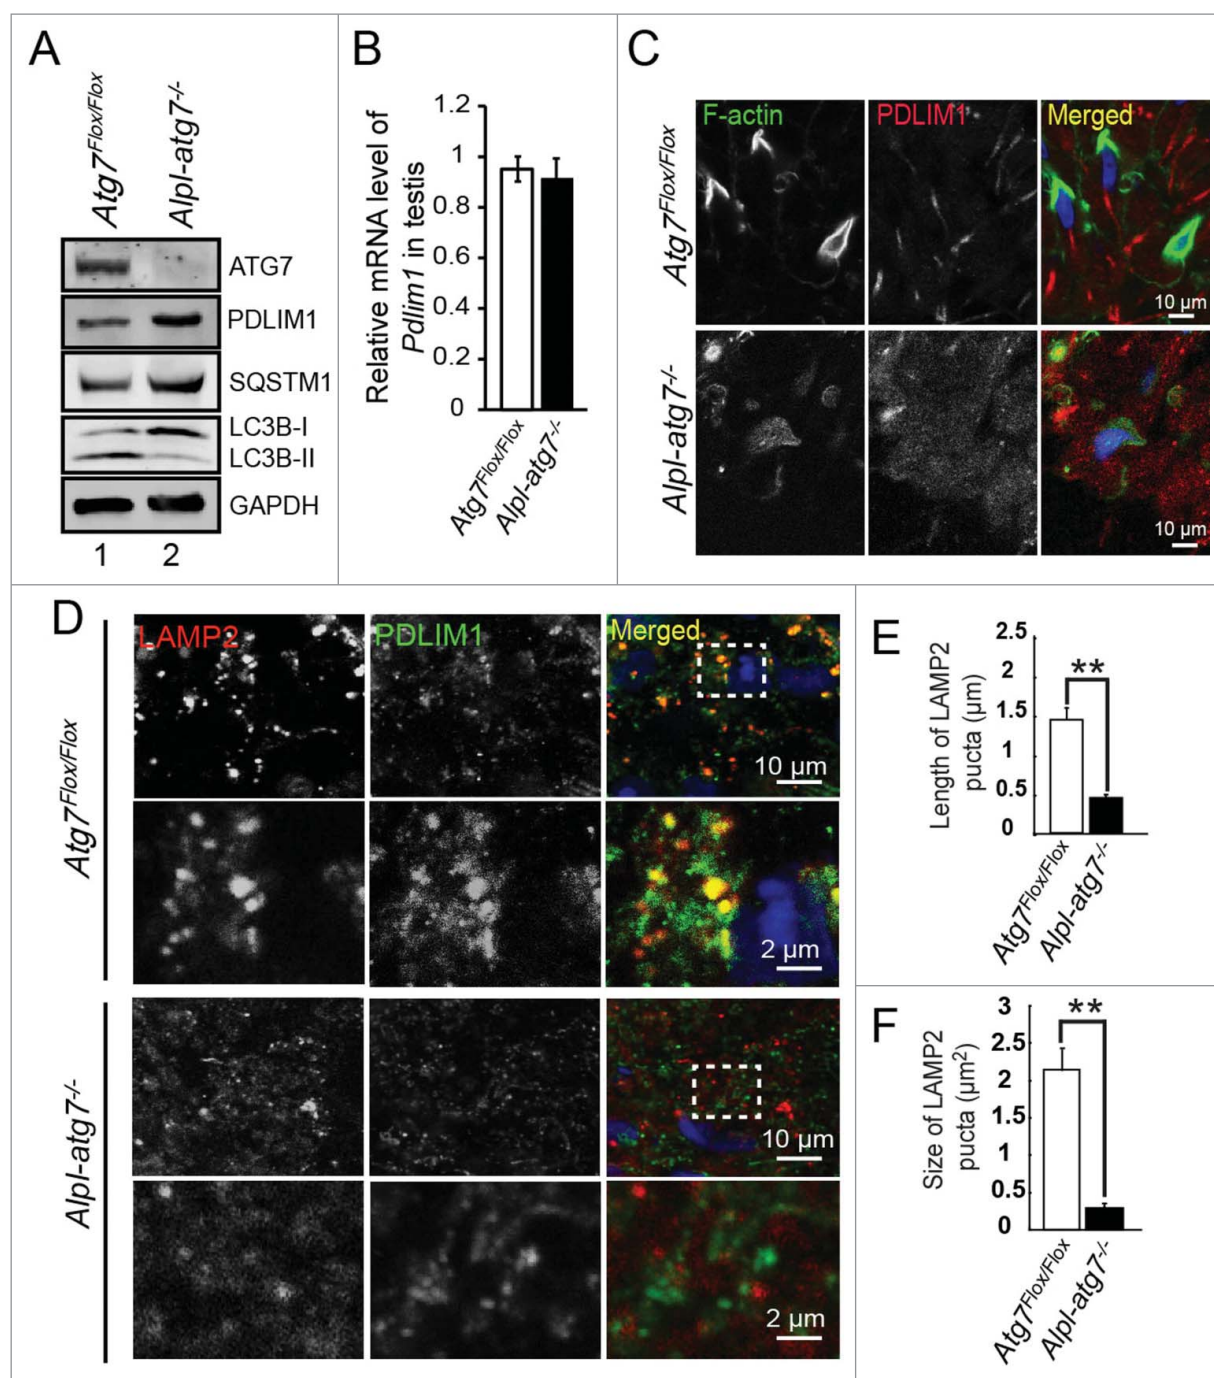 A
Atg7Flox/Flox
Alpl-atg7-/-
ATG7
PDLIM1
SQSTM1
LC3B-I
LC3B-II
GAPDH
1 2
B
Relative mRNA level of
Pdlim1 in testis
1.2
1
0.8
0.6
0.4
0.2
0
Atg7Flox/Flox
Alpl-atg7-/-
C
F-actin PDLIM1 Merged
Atg7Flox/Flox
10 µm
Alpl-atg7-/-
10 µm
D
LAMP2 PDLIM1 Merged
Atg7Flox/Flox
10 µm
2 µm
Alpl-atg7-/-
10 µm
2 µm
E
Length of LAMP2
pucta (µm)
2.5
2
1.5
1
0.5
0
**
Atg7Flox/Flox
Alpl-atg7-/-
F
Size of LAMP2
pucta (µm2)
3
2.5
2
1.5
1
0.5
0
**
Atg7Flox/Flox
Alpl-atg7-/-